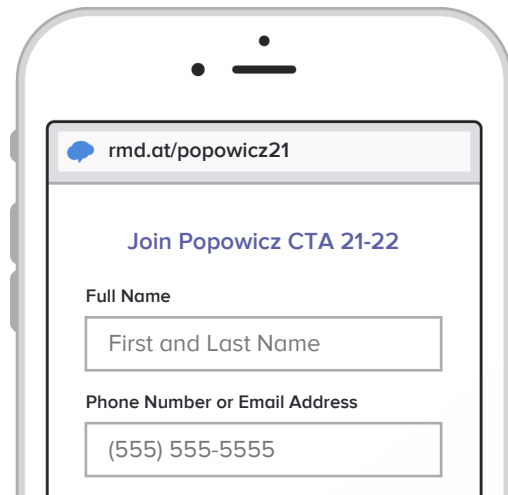 rmd.at/popowicz21
Join Popowicz CTA 21-22
Full Name
First and Last Name
Phone Number or Email Address
(555) 555-5555